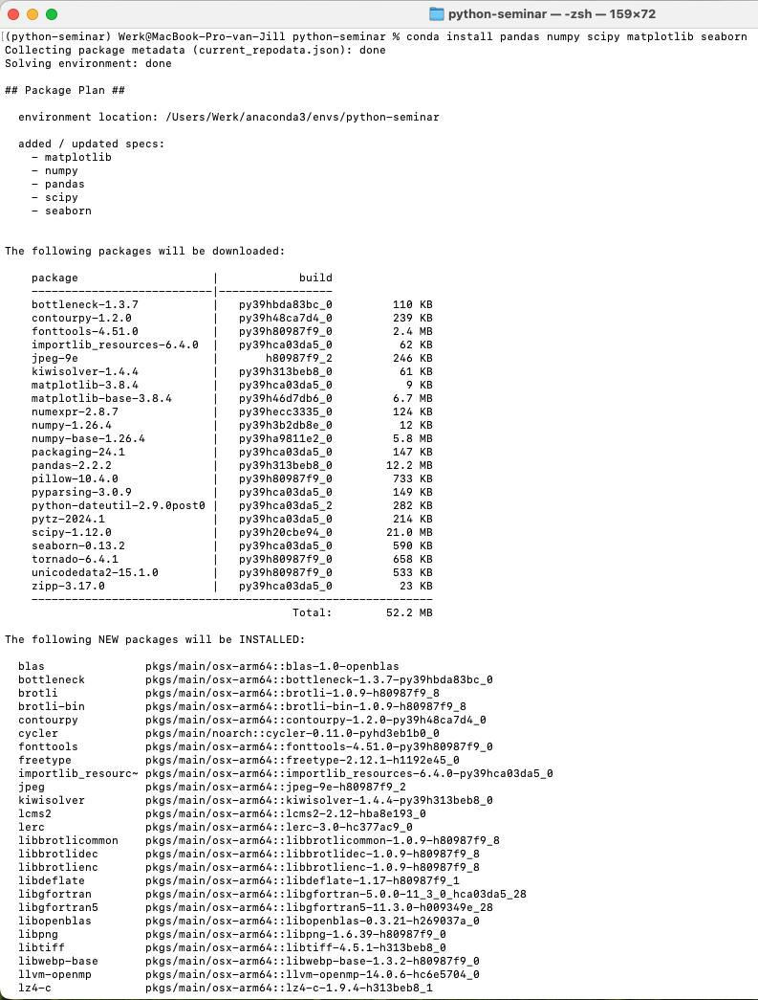 python-seminar — -zsh — 159×72
(python-seminar) Werk@MacBook-Pro-van-Jill python-seminar % conda install pandas numpy scipy matplotlib seaborn
Collecting package metadata (current_repodata.json): done
Solving environment: done
## Package Plan ##
environment location: /Users/Werk/anaconda3/envs/python-seminar
added / updated specs:
- matplotlib
- numpy
- pandas
- scipy
- seaborn
The following packages will be downloaded:
package | build
---------------------------|-----------------
bottleneck-1.3.7 | py39hbda83bc_0 110 KB
contourpy-1.2.0 | py39h48ca7d4_0 239 KB
fonttools-4.51.0 | py39h80987f9_0 2.4 MB
importlib_resources-6.4.0 | py39hca03da5_0 62 KB
jpeg-9e | h80987f9_2 246 KB
kiwisolver-1.4.4 | py39h313beb8_0 61 KB
matplotlib-3.8.4 | py39hca03da5_0 9 KB
matplotlib-base-3.8.4 | py39h46d7db6_0 6.7 MB
numexpr-2.8.7 | py39hecc3335_0 124 KB
numpy-1.26.4 | py39h3b2db8e_0 12 KB
numpy-base-1.26.4 | py39ha9811e2_0 5.8 MB
packaging-24.1 | py39hca03da5_0 147 KB
pandas-2.2.2 | py39h313beb8_0 12.2 MB
pillow-10.4.0 | py39h80987f9_0 733 KB
pyparsing-3.0.9 | py39hca03da5_0 149 KB
python-dateutil-2.9.0post0 | py39hca03da5_2 282 KB
pytz-2024.1 | py39hca03da5_0 214 KB
scipy-1.12.0 | py39h20cbe94_0 21.0 MB
seaborn-0.13.2 | py39hca03da5_0 590 KB
tornado-6.4.1 | py39h80987f9_0 658 KB
unicodedata2-15.1.0 | py39h80987f9_0 533 KB
zipp-3.17.0 | py39hca03da5_0 23 KB
------------------------------------------------------------
Total: 52.2 MB
The following NEW packages will be INSTALLED:
blas pkgs/main/osx-arm64::blas-1.0-openblas
bottleneck pkgs/main/osx-arm64::bottleneck-1.3.7-py39hbda83bc_0
brotli pkgs/main/osx-arm64::brotli-1.0.9-h80987f9_8
brotli-bin pkgs/main/osx-arm64::brotli-bin-1.0.9-h80987f9_8
contourpy pkgs/main/osx-arm64::contourpy-1.2.0-py39h48ca7d4_0
cycler pkgs/main/noarch::cycler-0.11.0-pyhd3eb1b0_0
fonttools pkgs/main/osx-arm64::fonttools-4.51.0-py39h80987f9_0
freetype pkgs/main/osx-arm64::freetype-2.12.1-h1192e45_0
importlib_resourc~ pkgs/main/osx-arm64::importlib_resources-6.4.0-py39hca03da5_0
jpeg pkgs/main/osx-arm64::jpeg-9e-h80987f9_2
kiwisolver pkgs/main/osx-arm64::kiwisolver-1.4.4-py39h313beb8_0
lcms2 pkgs/main/osx-arm64::lcms2-2.12-hba8e193_0
lerc pkgs/main/osx-arm64::lerc-3.0-hc377ac9_0
libbrotlicommon pkgs/main/osx-arm64::libbrotlicommon-1.0.9-h80987f9_8
libbrotlidec pkgs/main/osx-arm64::libbrotlidec-1.0.9-h80987f9_8
libbrotlienc pkgs/main/osx-arm64::libbrotlienc-1.0.9-h80987f9_8
libdeflate pkgs/main/osx-arm64::libdeflate-1.17-h80987f9_1
libgfortran pkgs/main/osx-arm64::libgfortran-5.0.0-11_3_0_hca03da5_28
libgfortran5 pkgs/main/osx-arm64::libgfortran5-11.3.0-h009349e_28
libopenblas pkgs/main/osx-arm64::libopenblas-0.3.21-h269037a_0
libpng pkgs/main/osx-arm64::libpng-1.6.39-h80987f9_0
libtiff pkgs/main/osx-arm64::libtiff-4.5.1-h313beb8_0
libwebp-base pkgs/main/osx-arm64::libwebp-base-1.3.2-h80987f9_0
llvm-openmp pkgs/main/osx-arm64::llvm-openmp-14.0.6-hc6e5704_0
lz4-c pkgs/main/osx-arm64::lz4-c-1.9.4-h313beb8_1